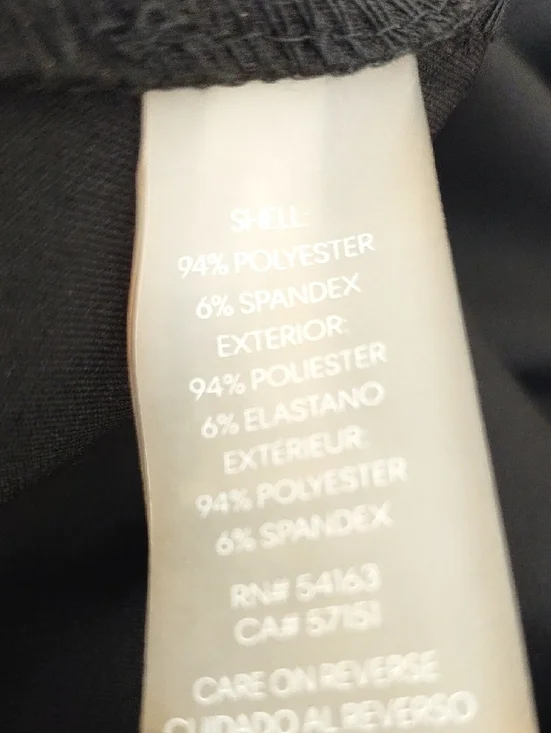 SHELL:
94% POLYESTER
6% SPANDEX
EXTERIOR:
94% POLIESTER
6% ELASTANO
EXTÉRIEUR:
94% POLYESTER
6% SPANDEX
RN# 54163
CA# 57151
CARE ON REVERSE
CUIDADO AL REVERSO